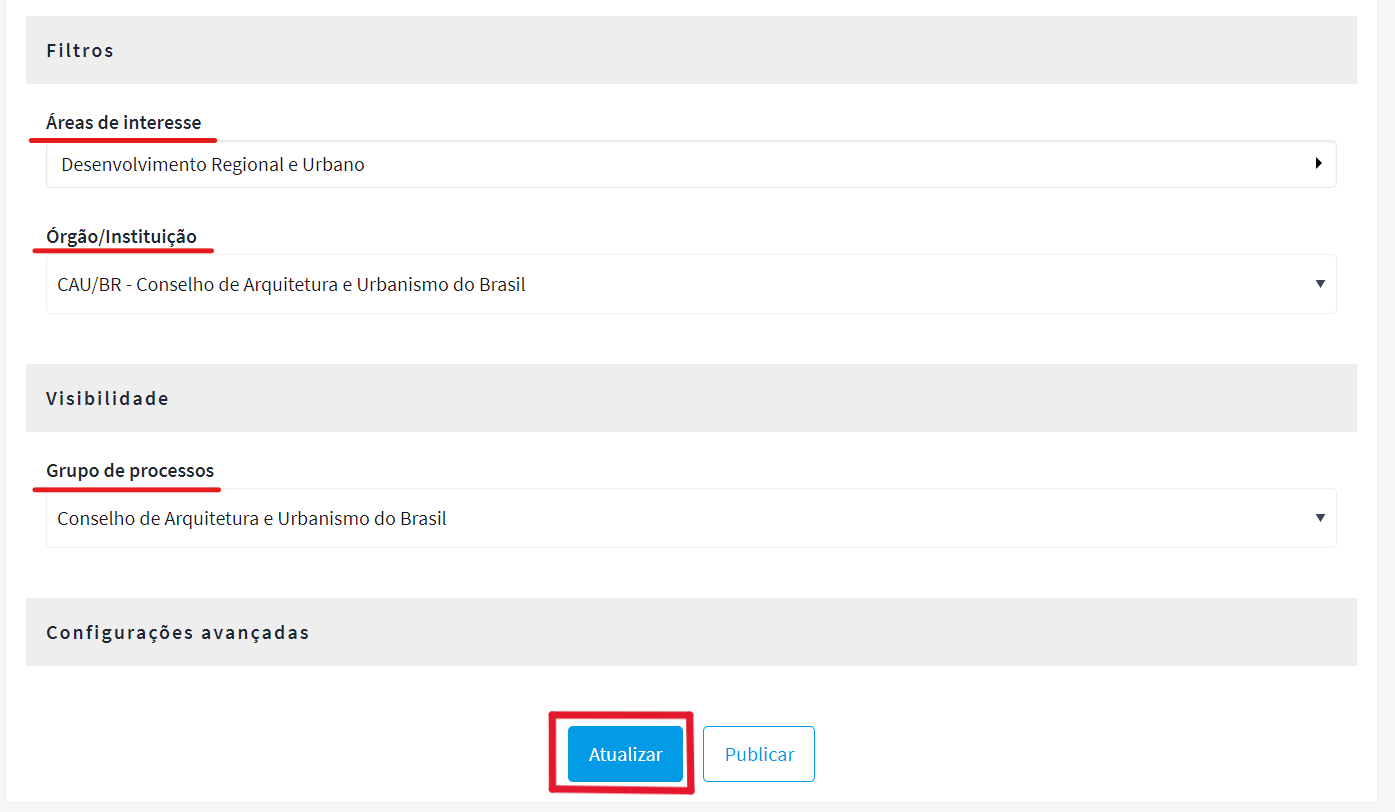 Filtros
Áreas de interesse
Desenvolvimento Regional e Urbano
Órgão/Instituição
CAU/BR - Conselho de Arquitetura e Urbanismo do Brasil
Visibilidade
Grupo de processos
Conselho de Arquitetura e Urbanismo do Brasil
Configurações avançadas
Atualizar Publicar